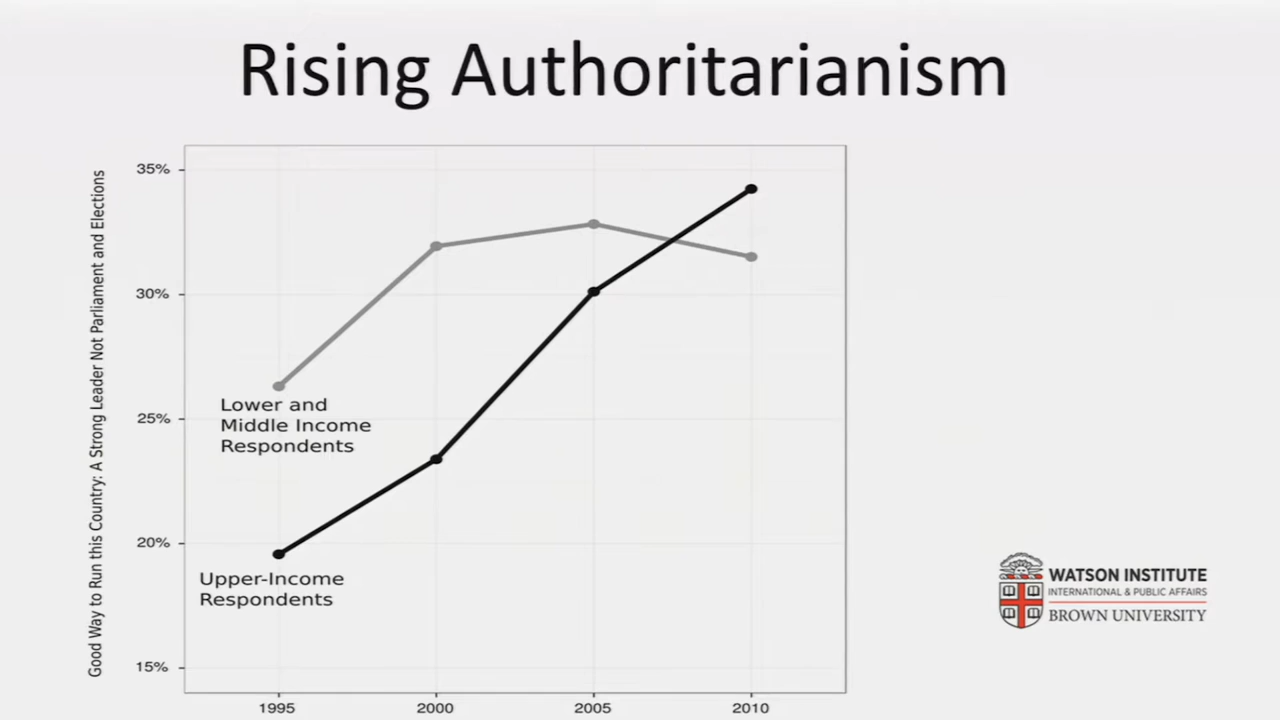 Rising Authoritarianism
Good Way to Run this Country: A Strong Leader Not Parliament and Elections
35%
30%
25%
20%
15%
Lower and
Middle Income
Respondents
Upper-Income
Respondents
1995
2000
2005
2010
WATSON INSTITUTE
INTERNATIONAL & PUBLIC AFFAIRS
BROWN UNIVERSITY